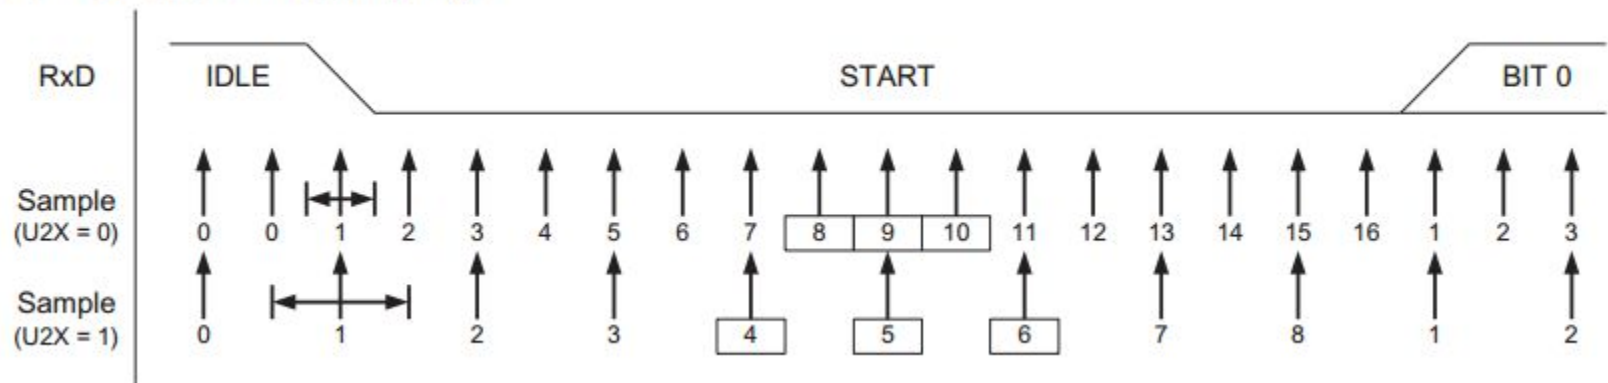 RxD IDLE START BIT 0
Sample
(U2X = 0) 0 0 1 2 3 4 5 6 7 8 9 10 11 12 13 14 15 16 1 2 3
Sample
(U2X = 1) 0 1 2 3 4 5 6 7 8 1 2